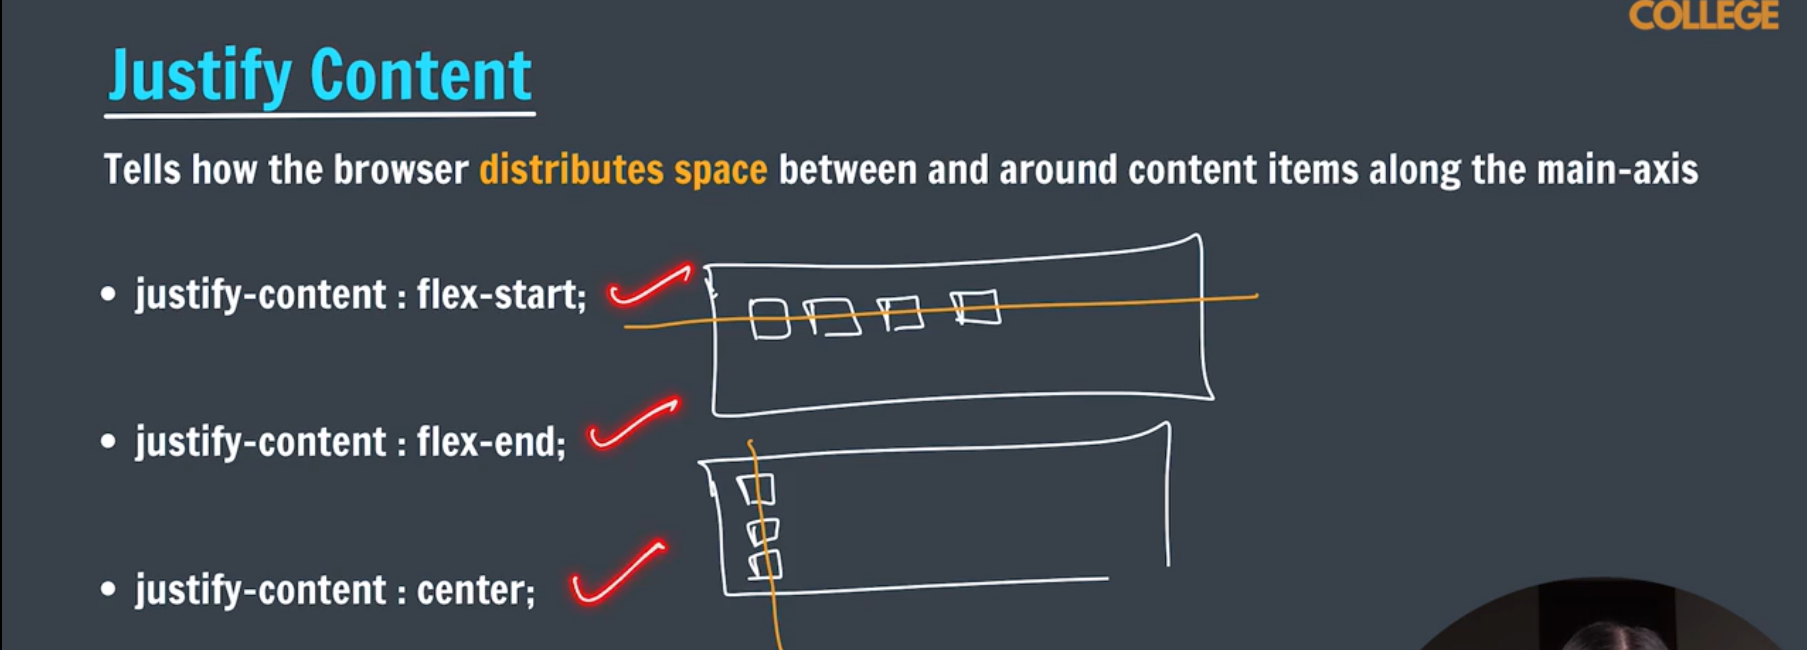 COLLEGE
Justify Content
Tells how the browser distributes space between and around content items along the main-axis
• justify-content : flex-start;
• justify-content : flex-end;
• justify-content : center;